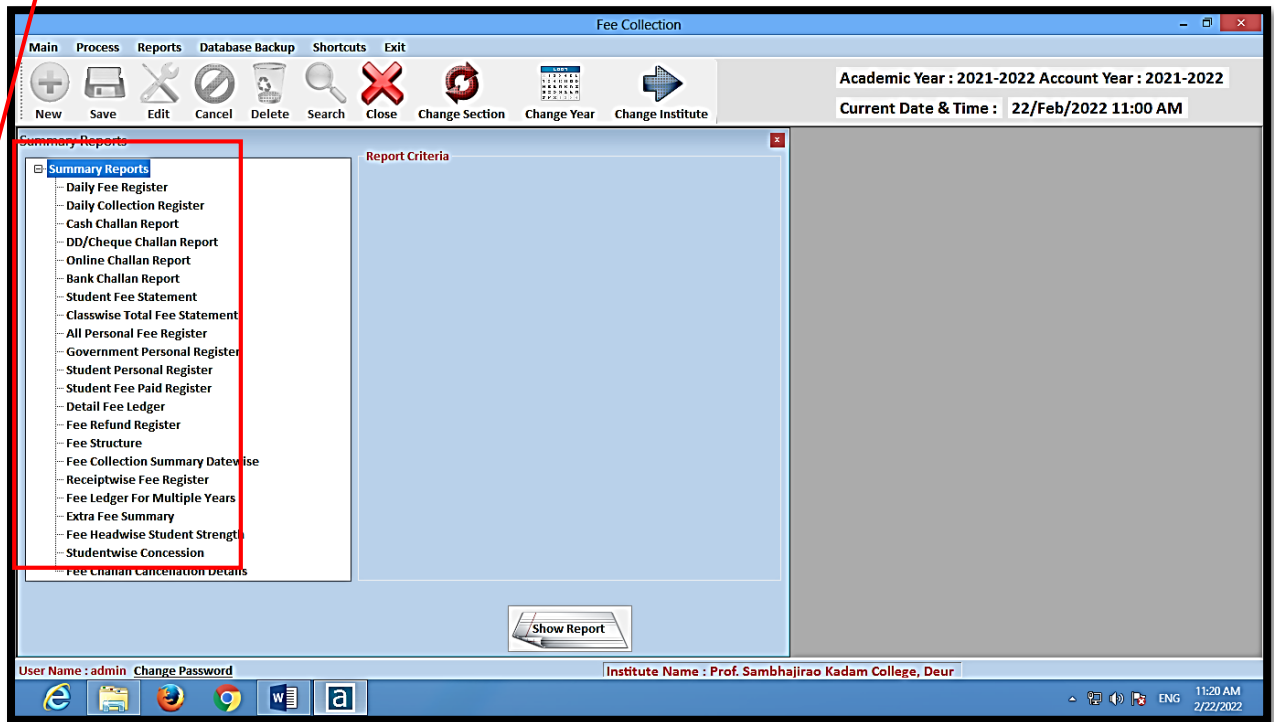 Fee Collection
Main Process Reports Database Backup Shortcuts Exit
New Save Edit Cancel Delete Search Close Change Section Change Year Change Institute
Academic Year : 2021-2022 Account Year : 2021-2022
Current Date & Time : 22/Feb/2022 11:00 AM
Summary Reports
Report Criteria
Summary Reports
Daily Fee Register
Daily Collection Register
Cash Challan Report
DD/Cheque Challan Report
Online Challan Report
Bank Challan Report
Student Fee Statement
Classwise Total Fee Statement
All Personal Fee Register
Government Personal Register
Student Personal Register
Student Fee Paid Register
Detail Fee Ledger
Fee Refund Register
Fee Structure
Fee Collection Summary Datewise
Receiptwise Fee Register
Fee Ledger For Multiple Years
Extra Fee Summary
Fee Headwise Student Strength
Studentwise Concession
Fee Challan Cancellation Details
Show Report
User Name : admin Change Password
Institute Name : Prof. Sambhajirao Kadam College, Deur
ENG
11:20 AM
2/22/2022